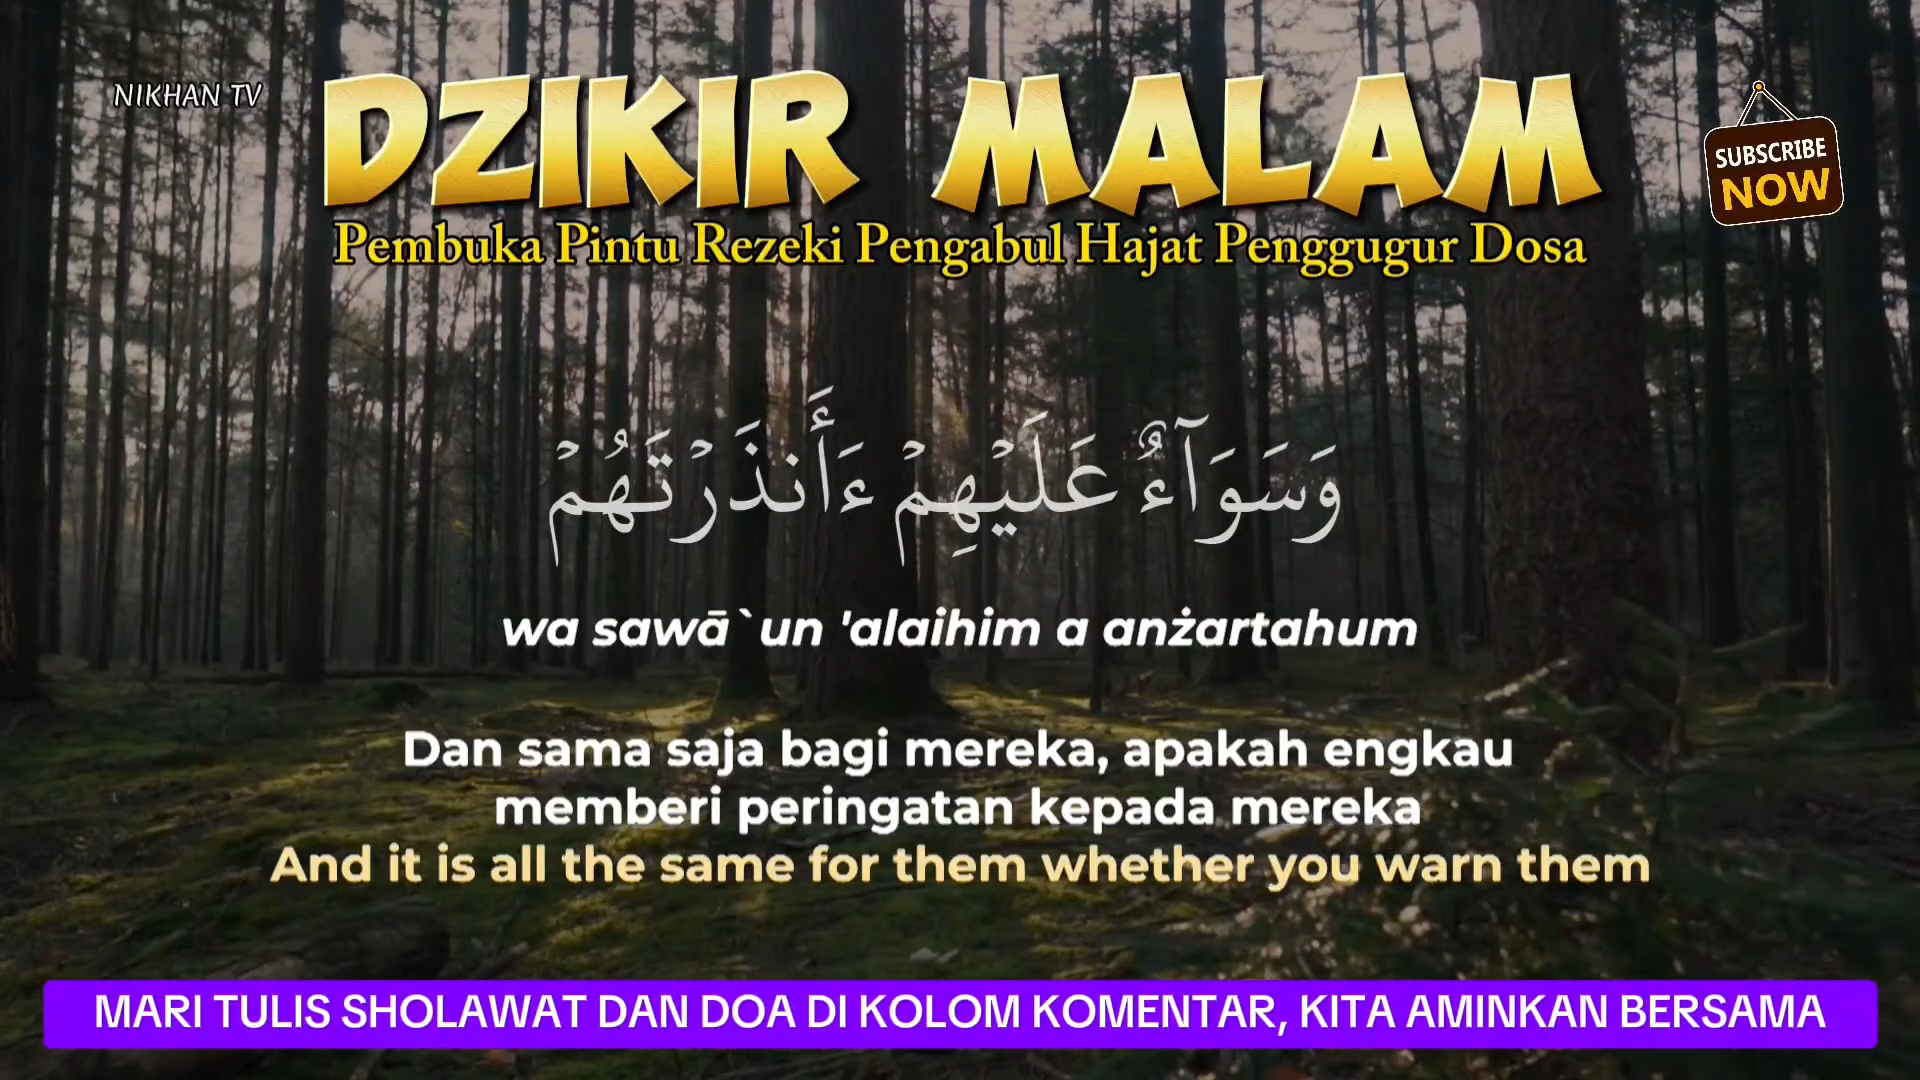 NIKHAN TV
DZIKIR MALAM
SUBSCRIBE
NOW
Pembuka Pintu Rezeki Pengabul Hajat Penggugur Dosa
وَسَوَآءٌ عَلَيْهِمْ ءَأَنذَرْتَهُمْ
wa sawā`un 'alaihim a anżartahum
Dan sama saja bagi mereka, apakah engkau
memberi peringatan kepada mereka
And it is all the same for them whether you warn them
MARI TULIS SHOLAWAT DAN DOA DI KOLOM KOMENTAR, KITA AMINKAN BERSAMA